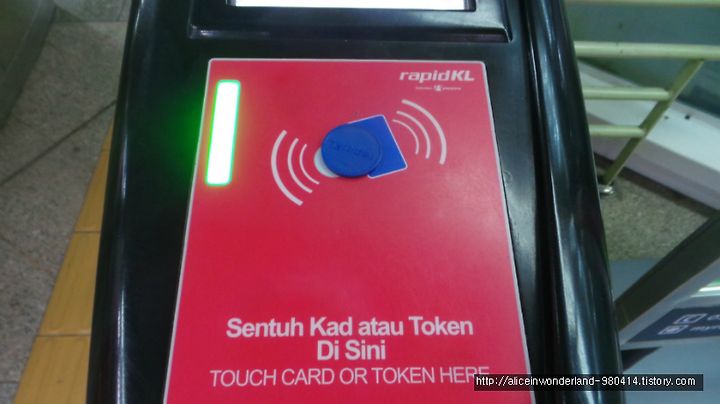 rapidKL
Sentuh Kad atau Token
Di Sini
TOUCH CARD OR TOKEN HERE
http://aliceinwonderland-980414.tistory.com